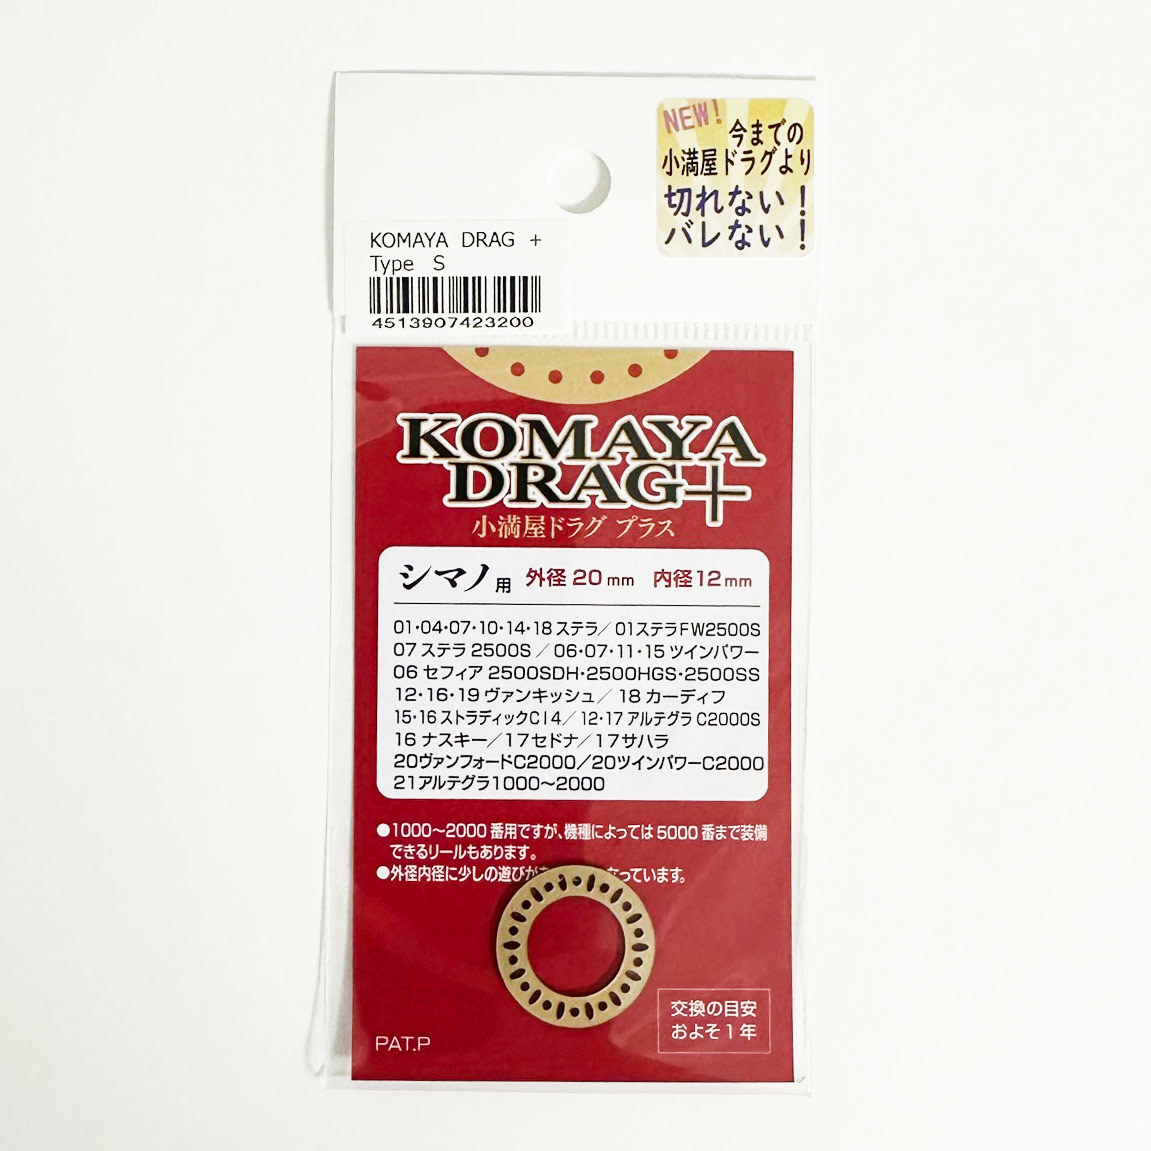 NEW!
今までの
小満屋ドラグより
切れない!
バレない!
KOMAYA DRAG +
Type S
4513907423200
KOMAYA
DRAG+
小満屋ドラグ プラス
シマノ用 外径20mm 内径12mm
01・04・07・10・14・18ステラ／01ステラFW2500S
07ステラ2500S／06・07・11・15ツインパワー
06セフィア2500SDH・2500HGS・2500SS
12・16・19ヴァンキッシュ／18カーディフ
15・16ストラディックCI4／12・17アルテグラC2000S
16ナスキー／17セドナ／17サハラ
20ヴァンフォードC2000／20ツインパワーC2000
21アルテグラ1000〜2000
●1000〜2000番用ですが、機種によっては5000番まで装備
できるリールもあります。
●外径内径に少しの遊びが なっています。
交換の目安
およそ1年
PAT.P